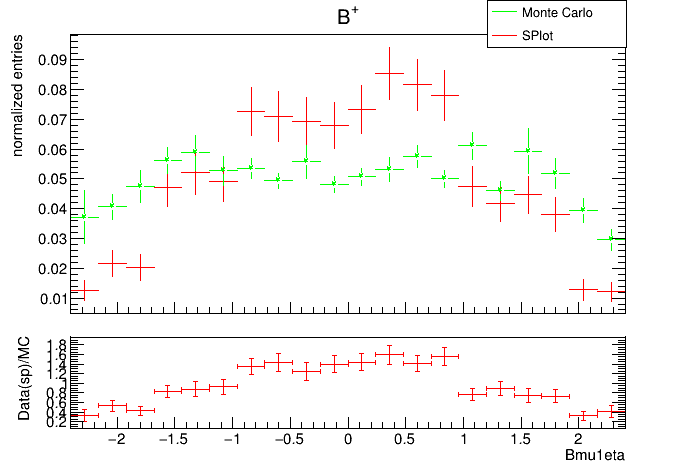 B⁺
Monte Carlo
SPlot
normalized entries
0.09
0.08
0.07
0.06
0.05
0.04
0.03
0.02
0.01
Data(sp)/MC
1.8
1.6
1.4
1.2
1
0.8
0.6
0.4
0.2
−2 −1.5 −1 −0.5 0 0.5 1 1.5 2
Bmu1eta